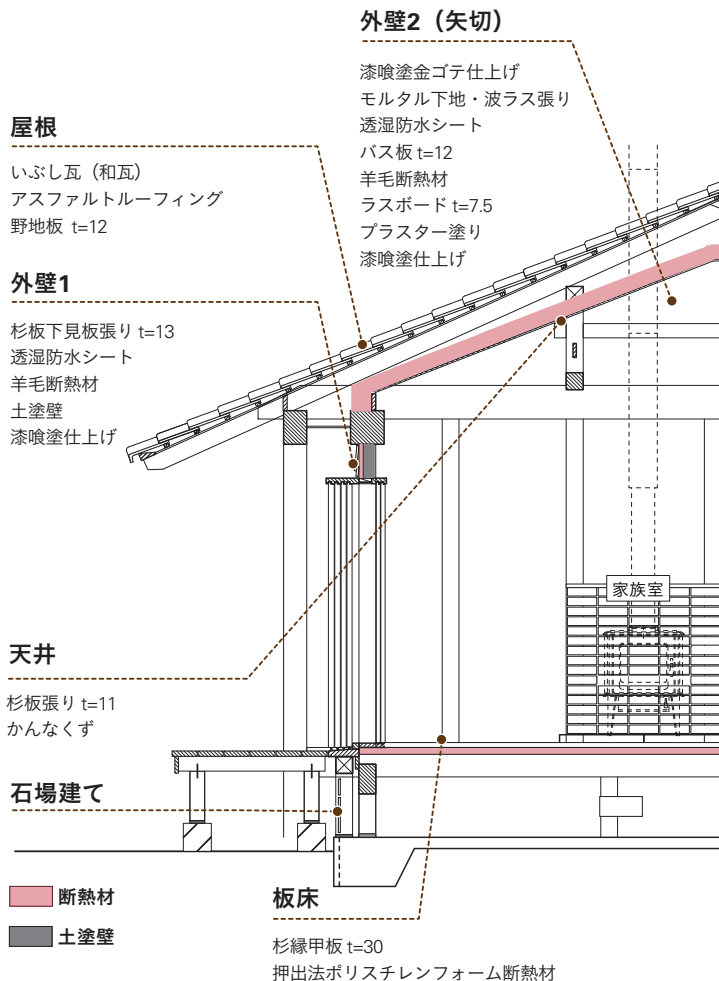 外壁2（矢切）
漆喰塗金ゴテ仕上げ
モルタル下地・波ラス張り
透湿防水シート
バス板 t=12
羊毛断熱材
ラスボード t=7.5
プラスター塗り
漆喰塗仕上げ
屋根
いぶし瓦（和瓦）
アスファルトルーフィング
野地板 t=12
外壁1
杉板下見板張り t=13
透湿防水シート
羊毛断熱材
土塗壁
漆喰塗仕上げ
家族室
天井
杉板張り t=11
かんなくず
石場建て
断熱材
土塗壁
板床
杉縁甲板 t=30
押出法ポリスチレンフォーム断熱材